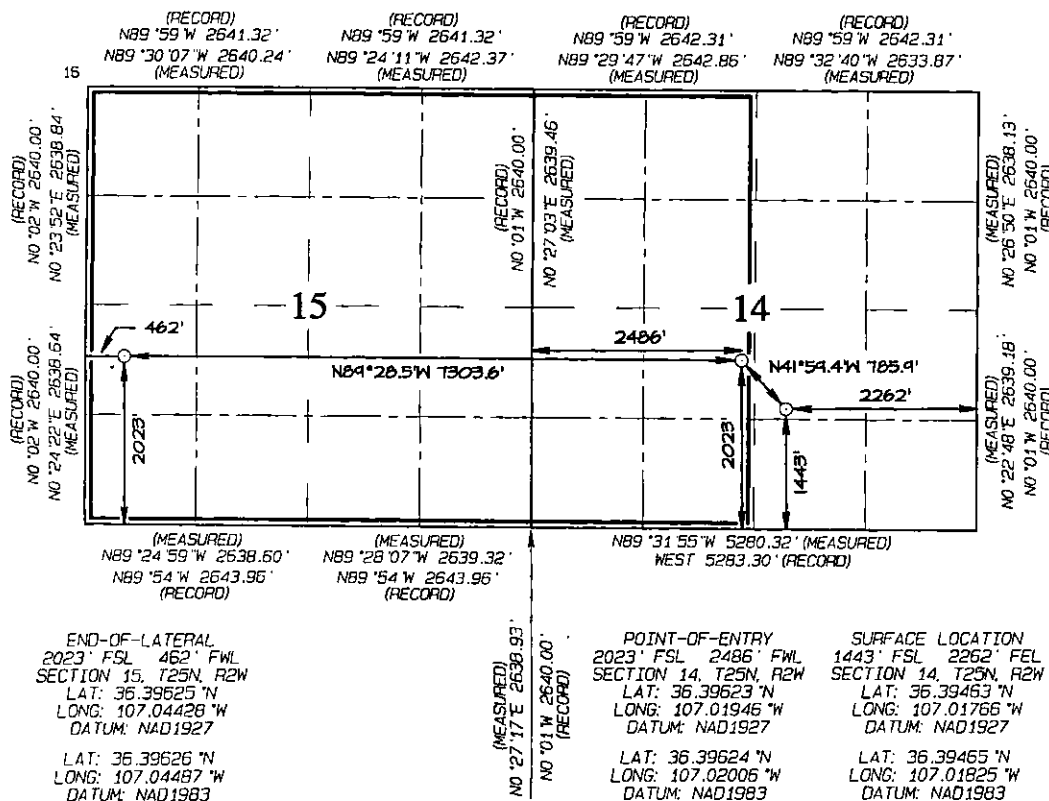 (RECORD)
N89°59'W 2641.32'
N89°30'07"W 2640.24'
(MEASURED)
(RECORD)
N89°59'W 2641.32'
N89°24'11"W 2642.37'
(MEASURED)
(RECORD)
N89°59'W 2642.31'
N89°29'47"W 2642.86'
(MEASURED)
(RECORD)
N89°59'W 2642.31'
N89°32'40"W 2633.87'
(MEASURED)
15
(RECORD)
N0°02'W 2640.00'
N0°23'52"E 2638.84'
(MEASURED)
(RECORD)
N0°01'W 2640.00'
N0°27'03"E 2639.46'
(MEASURED)
(MEASURED)
N0°26'50"E 2638.13'
N0°01'W 2640.00'
(RECORD)
15
14
462'
2486'
N89°28.5'W 7303.6'
N41°59.4'W 785.9'
2262'
2023'
2023'
1443'
(RECORD)
N0°02'W 2640.00'
N0°24'22"E 2638.64'
(MEASURED)
(MEASURED)
N0°22'48"E 2639.18'
N0°01'W 2640.00'
(RECORD)
(MEASURED)
N89°24'59"W 2638.60'
N89°54'W 2643.96'
(RECORD)
(MEASURED)
N89°28'07"W 2639.32'
N89°54'W 2643.96'
(RECORD)
N89°31'55"W 5280.32' (MEASURED)
WEST 5283.30' (RECORD)
(MEASURED)
N0°27'17"E 2638.93'
N0°01'W 2640.00'
(RECORD)
END-OF-LATERAL
2023' FSL 462' FWL
SECTION 15, T25N, R2W
LAT: 36.39625°N
LONG: 107.04428°W
DATUM: NAD1927
LAT: 36.39626°N
LONG: 107.04487°W
DATUM: NAD1983
POINT-OF-ENTRY
2023' FSL 2486' FWL
SECTION 14, T25N, R2W
LAT: 36.39623°N
LONG: 107.01946°W
DATUM: NAD1927
LAT: 36.39624°N
LONG: 107.02006°W
DATUM: NAD1983
SURFACE LOCATION
1443' FSL 2262' FEL
SECTION 14, T25N, R2W
LAT: 36.39463°N
LONG: 107.01766°W
DATUM: NAD1927
LAT: 36.39465°N
LONG: 107.01825°W
DATUM: NAD1983